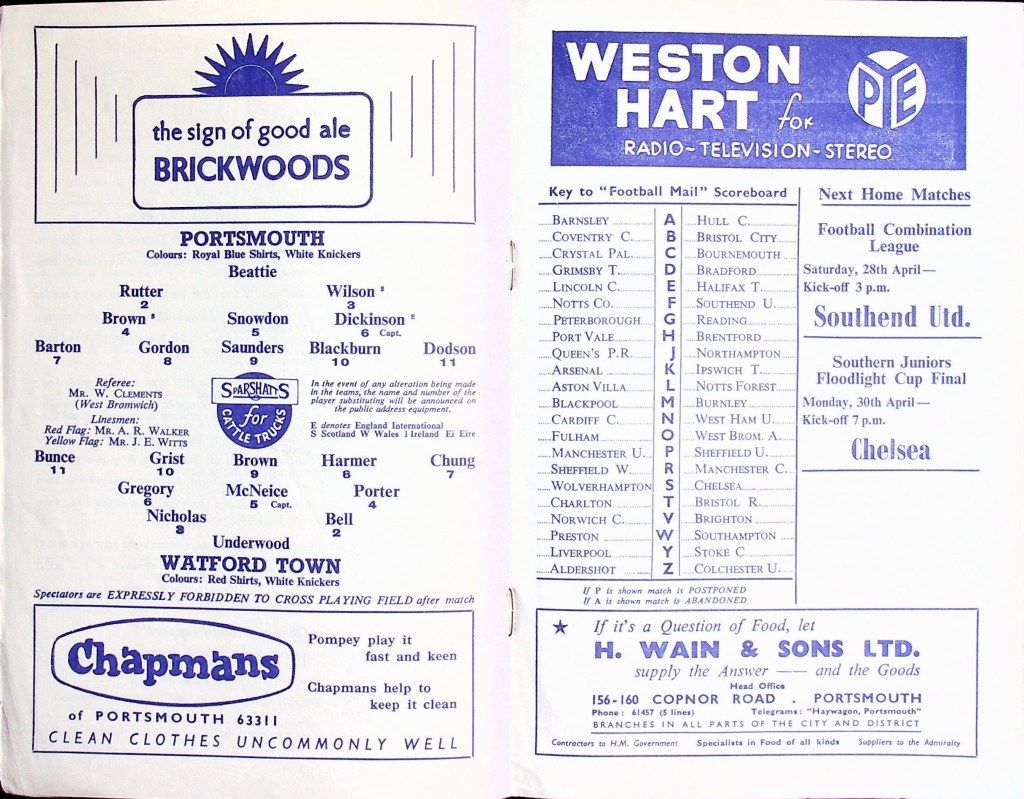 the sign of good ale
BRICKWOODS
PORTSMOUTH
Colours: Royal Blue Shirts, White Knickers
Beattie
Rutter Wilson S
2 3
Brown S Snowdon Dickinson E
4 5 6 Capt.
Barton Gordon Saunders Blackburn Dodson
7 8 9 10 11
Referee:
MR. W. CLEMENTS
(West Bromwich)
Linesmen:
Red Flag: MR. A. R. WALKER
Yellow Flag: MR. J. E. WITTS
SPARSHATTS
for
CATTLE TRUCKS
In the event of any alteration being made
in the teams, the name and number of the
player substituting will be announced on
the public address equipment.
E denotes England International
S Scotland W Wales I Ireland Ei Eire
Bunce Grist Brown Harmer Chung
11 10 9 8 7
Gregory McNeice Porter
6 5 Capt. 4
Nicholas Bell
3 2
Underwood
WATFORD TOWN
Colours: Red Shirts, White Knickers
Spectators are EXPRESSLY FORBIDDEN TO CROSS PLAYING FIELD after match
Chapmans
of PORTSMOUTH 63311
Pompey play it
fast and keen
Chapmans help to
keep it clean
CLEAN CLOTHES UNCOMMONLY WELL
WESTON
HART for
RADIO~TELEVISION~STEREO
PYE
Key to "Football Mail" Scoreboard
BARNSLEY A HULL C.
COVENTRY C. B BRISTOL CITY
CRYSTAL PAL. C BOURNEMOUTH
GRIMSBY T. D BRADFORD
LINCOLN C. E HALIFAX T.
NOTTS CO. F SOUTHEND U.
PETERBOROUGH G READING
PORT VALE H BRENTFORD
QUEEN'S P.R. J NORTHAMPTON
ARSENAL K IPSWICH T.
ASTON VILLA L NOTTS FOREST
BLACKPOOL M BURNLEY
CARDIFF C. N WEST HAM U.
FULHAM O WEST BROM. A.
MANCHESTER U. P SHEFFIELD U.
SHEFFIELD W. R MANCHESTER C.
WOLVERHAMPTON S CHELSEA
CHARLTON T BRISTOL R.
NORWICH C. V BRIGHTON
PRESTON W SOUTHAMPTON
LIVERPOOL Y STOKE C
ALDERSHOT Z COLCHESTER U.
If P is shown match is POSTPONED
If A is shown match is ABANDONED
Next Home Matches
Football Combination
League
Saturday, 28th April—
Kick-off 3 p.m.
Southend Utd.
Southern Juniors
Floodlight Cup Final
Monday, 30th April—
Kick-off 7 p.m.
Chelsea
If it's a Question of Food, let
H. WAIN & SONS LTD.
supply the Answer — and the Goods
Head Office
156-160 COPNOR ROAD . PORTSMOUTH
Phone: 61457 (5 lines) Telegrams: "Haywagon, Portsmouth"
BRANCHES IN ALL PARTS OF THE CITY AND DISTRICT
Contractors to H.M. Government Specialists in Food of all kinds Suppliers to the Admiralty